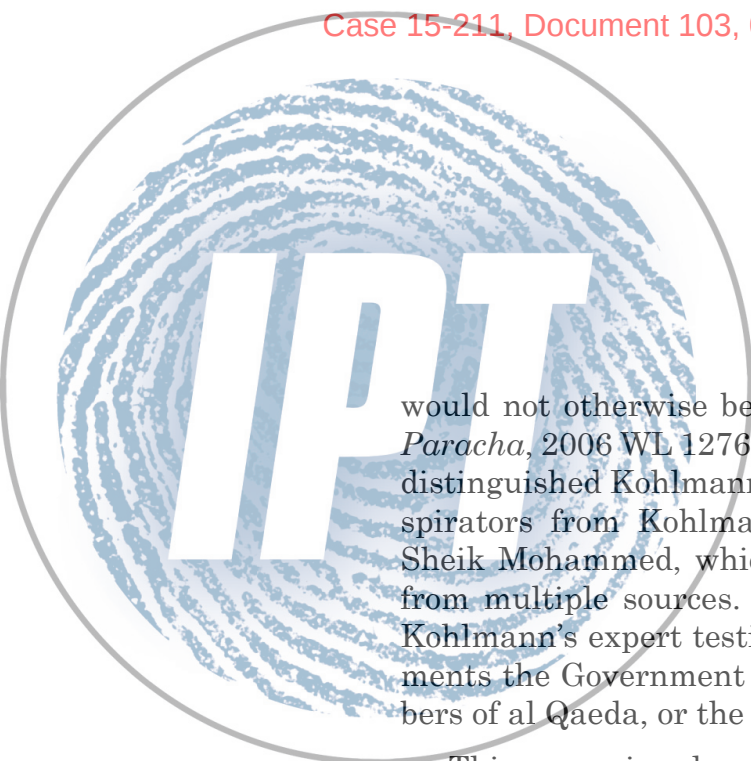 Case 15-211, Document 103,
IPT
would not otherwise be
Paracha, 2006 WL 1276
distinguished Kohlmann
spirators from Kohlma
Sheik Mohammed, whic
from multiple sources.
Kohlmann’s expert testi
ments the Government
bers of al Qaeda, or the